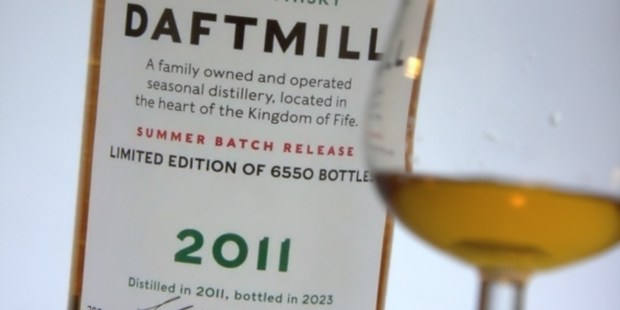 WHISKY
DAFTMILL
A family owned and operated
seasonal distillery, located in
the heart of the Kingdom of Fife.
SUMMER BATCH RELEASE
LIMITED EDITION OF 6550 BOTTLES
2011
Distilled in 2011, bottled in 2023